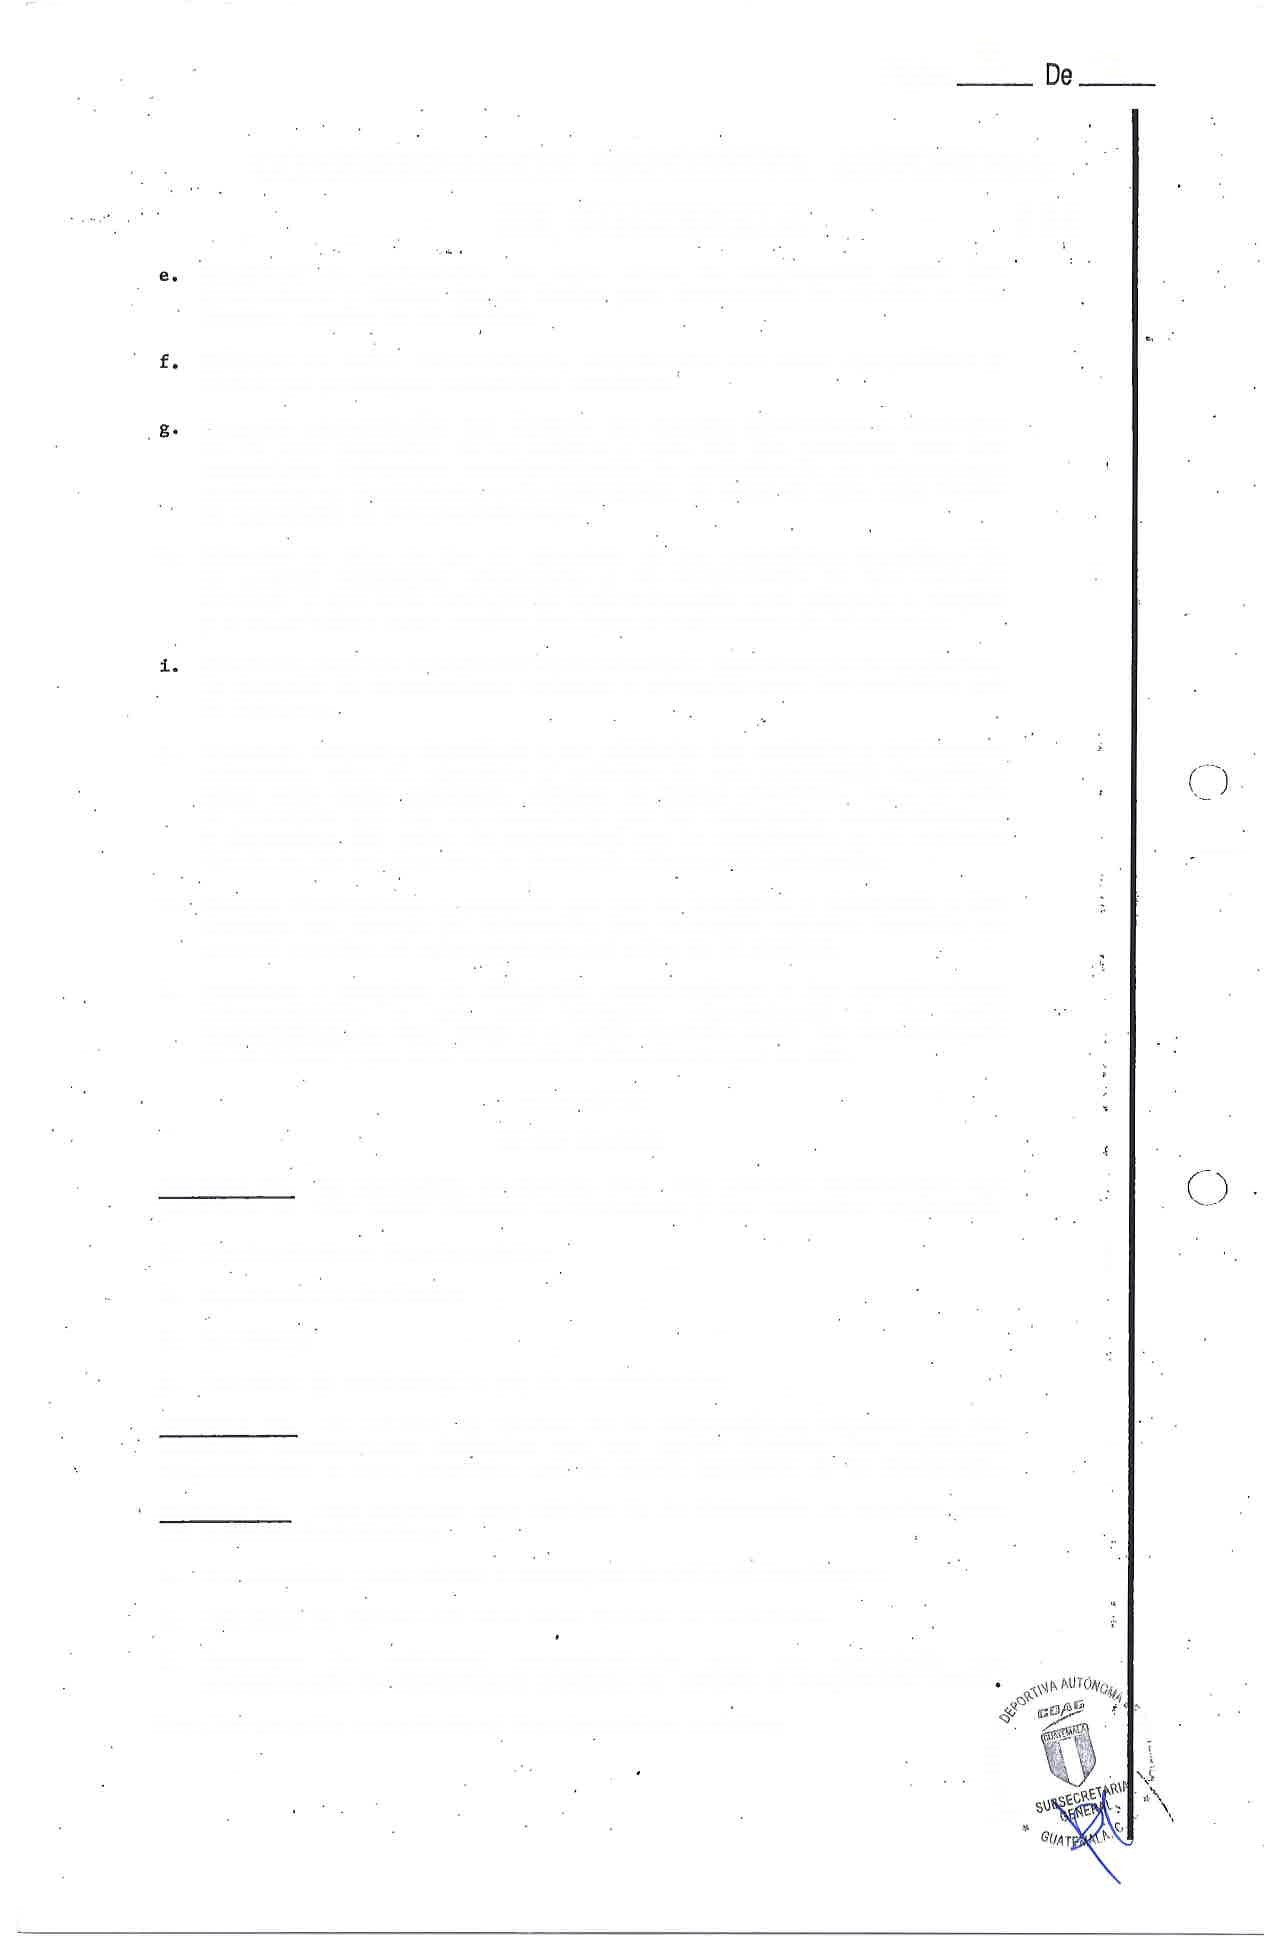 De
e.
f.
g.
i.
DEPORTIVA AUTÓNOMA
CDAG
GUATEMALA
SUBSECRETARIA
GENERAL
* GUATEMALA, C. *